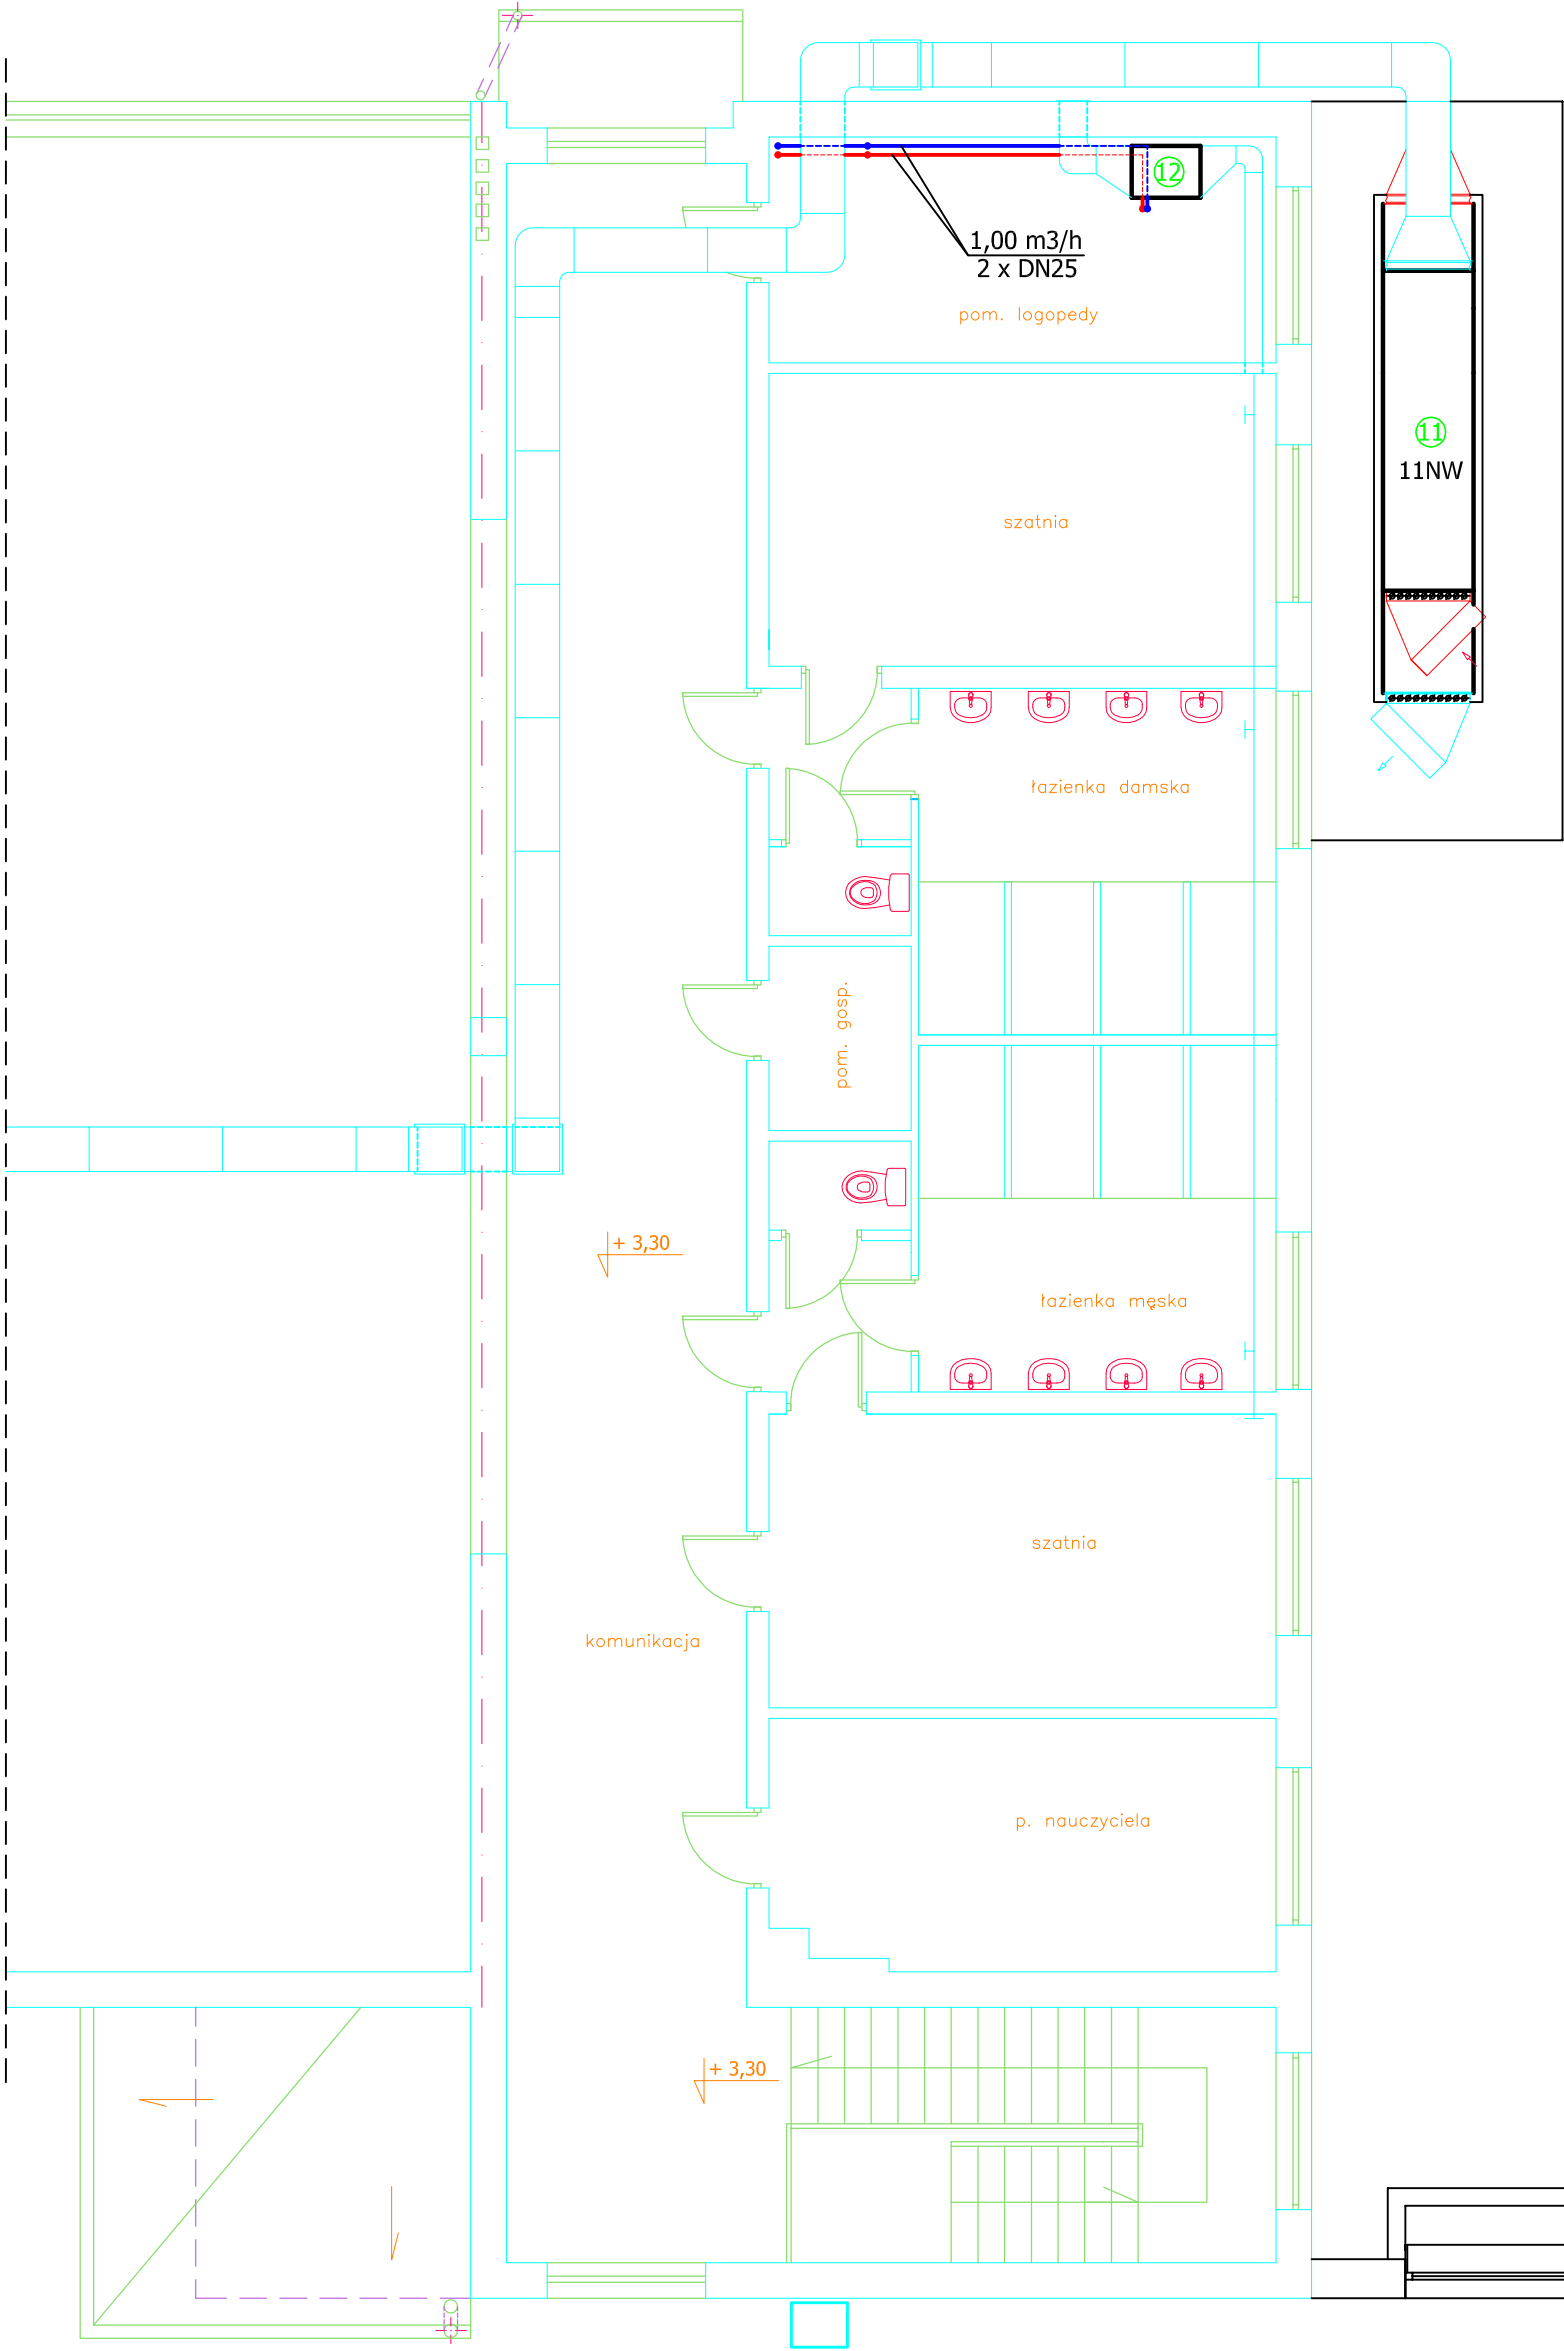 12
1,00 m3/h
2 x DN25
pom. logopedy
11
11NW
szatnia
łazienka damska
pom. gosp.
+ 3,30
łazienka męska
szatnia
komunikacja
p. nauczyciela
+ 3,30